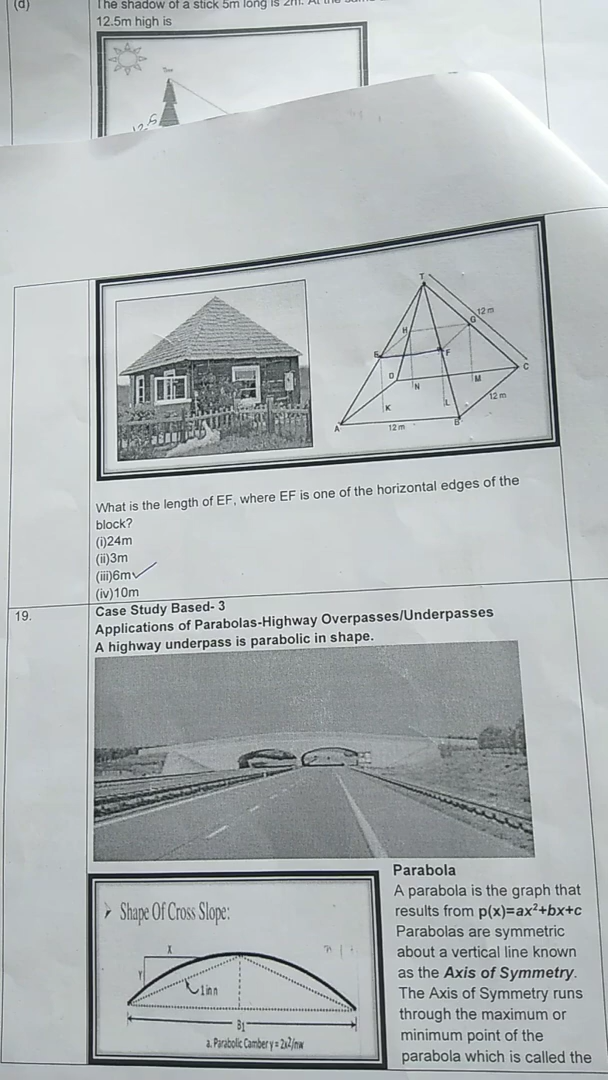 (d)
The shadow of a stick 5m long is 2m. At the same
12.5m high is
12.5
T
12 m
G
H
E
F
C
D
N
M
12 m
K
L
A
B
12 m
What is the length of EF, where EF is one of the horizontal edges of the
block?
(i)24m
(ii)3m
(iii)6m
(iv)10m
19.
Case Study Based- 3
Applications of Parabolas-Highway Overpasses/Underpasses
A highway underpass is parabolic in shape.
Parabola
A parabola is the graph that
results from p(x)=ax²+bx+c
Parabolas are symmetric
about a vertical line known
as the Axis of Symmetry.
The Axis of Symmetry runs
through the maximum or
minimum point of the
parabola which is called the
Shape Of Cross Slope:
X
Y
1 in n
B1
a. Parabolic Camber y = 2x²/nw